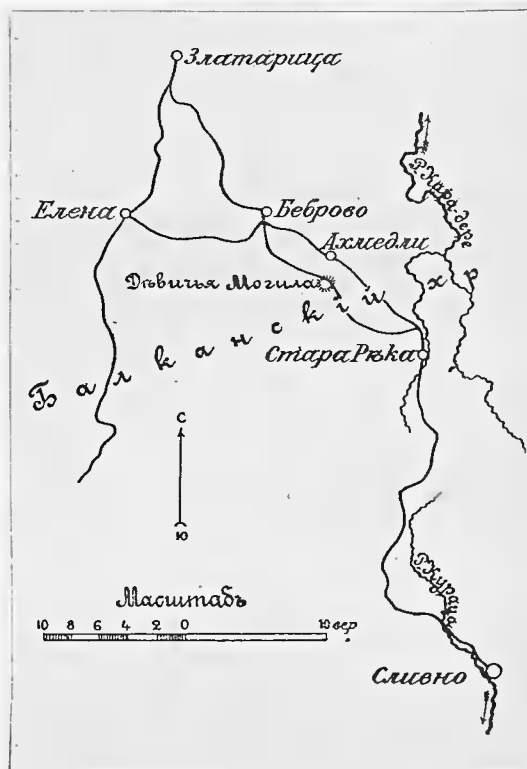 Златарица
Р. Кара-дере
Елена
Беброво
Ахмедли
Дѣвичья Могила
Балканскій хр
Стара Рѣка
С
Ю
Р. Курца
Масштабъ
10 8 6 4 2 0 10 вер
Сливно